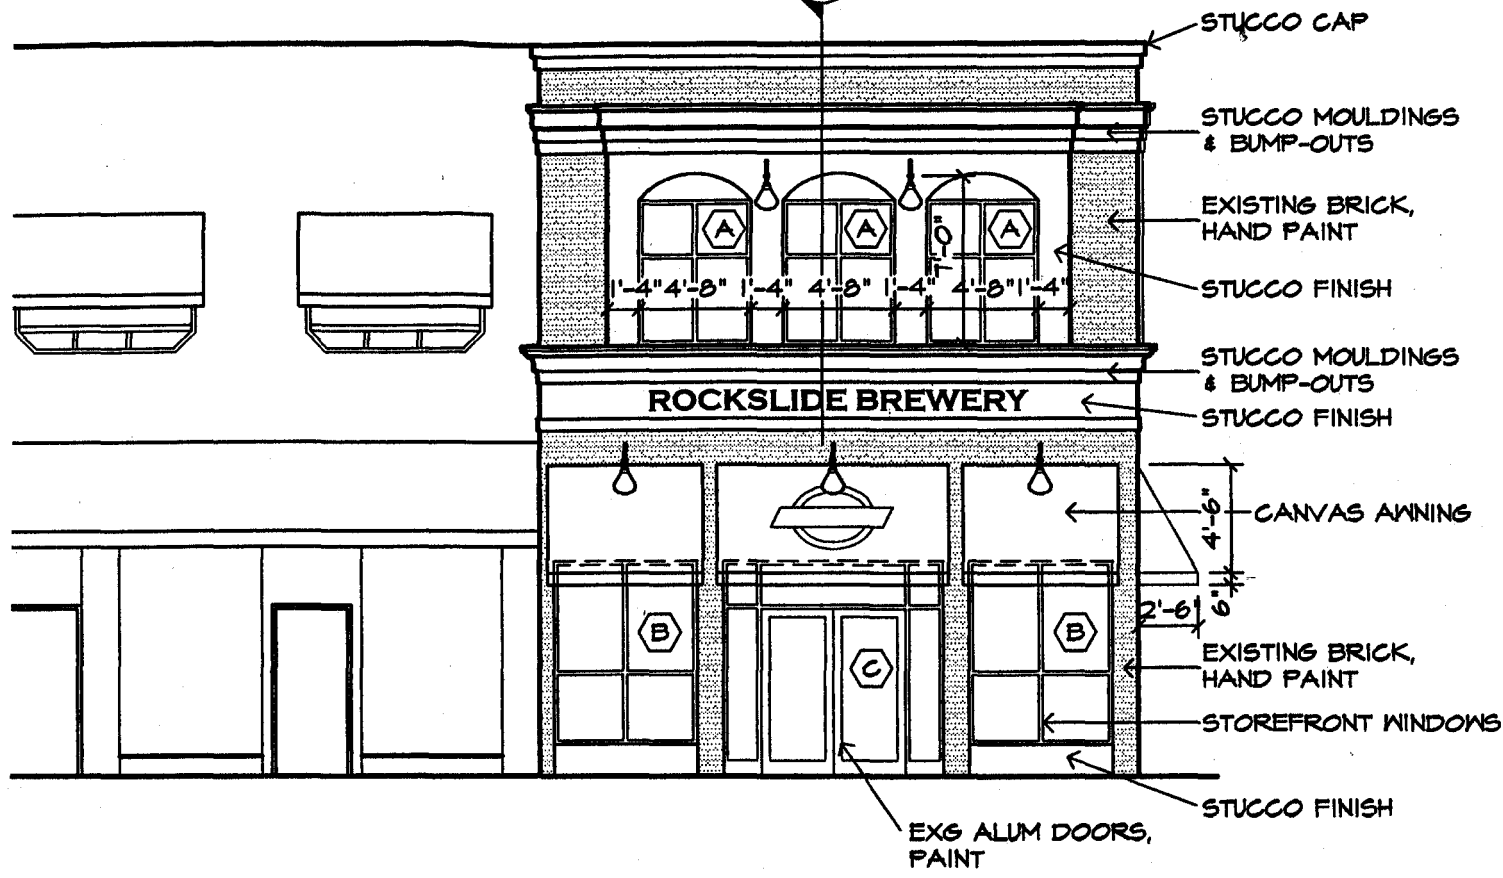 STUCCO CAP
STUCCO MOULDINGS
& BUMP-OUTS
EXISTING BRICK,
HAND PAINT
A A A
7'-0"
1'-4" 4'-8" 1'-4" 4'-8" 1'-4" 4'-8" 1'-4"
STUCCO FINISH
STUCCO MOULDINGS
& BUMP-OUTS
ROCKSLIDE BREWERY
STUCCO FINISH
4'-6"
CANVAS AWNING
6"
2'-6"
B B
EXISTING BRICK,
HAND PAINT
C
STOREFRONT WINDOWS
STUCCO FINISH
EXG ALUM DOORS,
PAINT